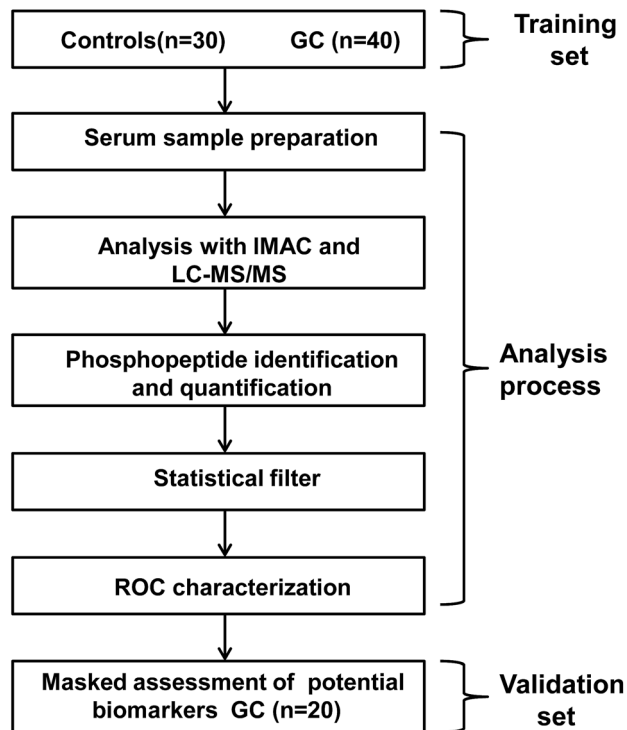 Controls(n=30) GC (n=40)
Training
set
Serum sample preparation
Analysis with IMAC and
LC-MS/MS
Phosphopeptide identification
and quantification
Analysis
process
Statistical filter
ROC characterization
Masked assessment of potential
biomarkers GC (n=20)
Validation
set